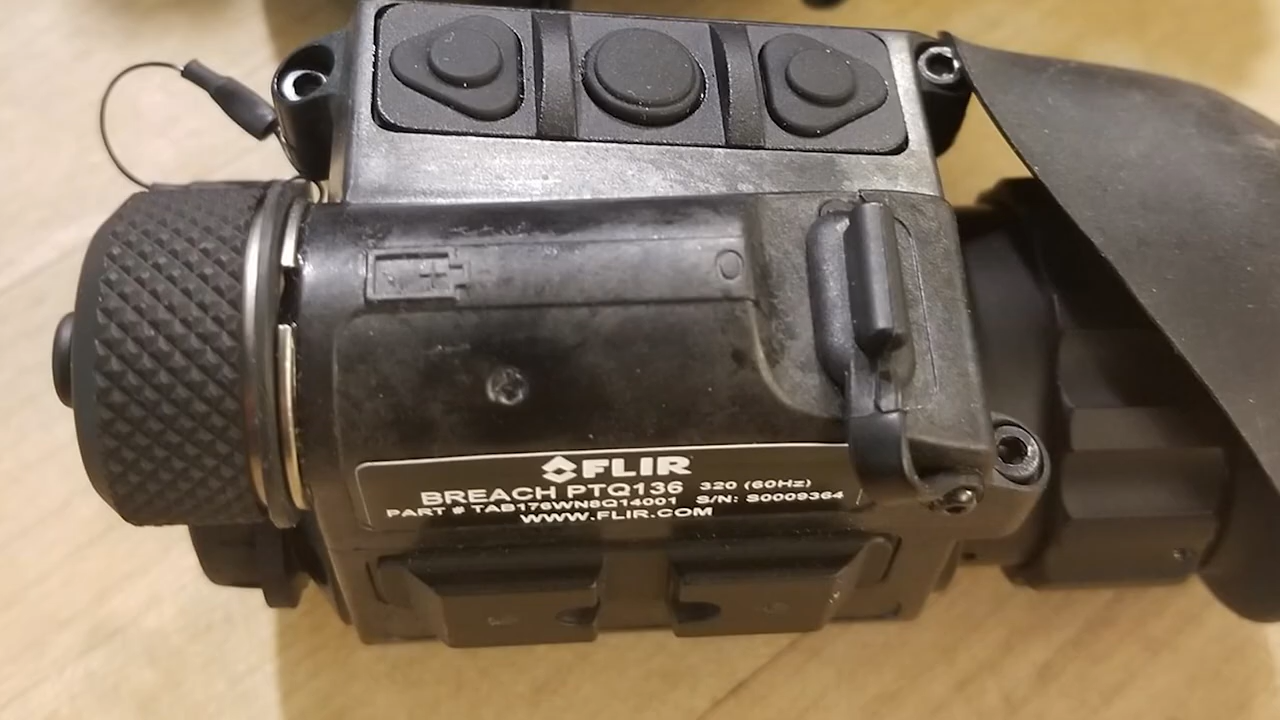 FLIR
BREACH PTQ136 320 (60Hz)
PART # TAB176WN8Q14001 S/N: S0009364
WWW.FLIR.COM